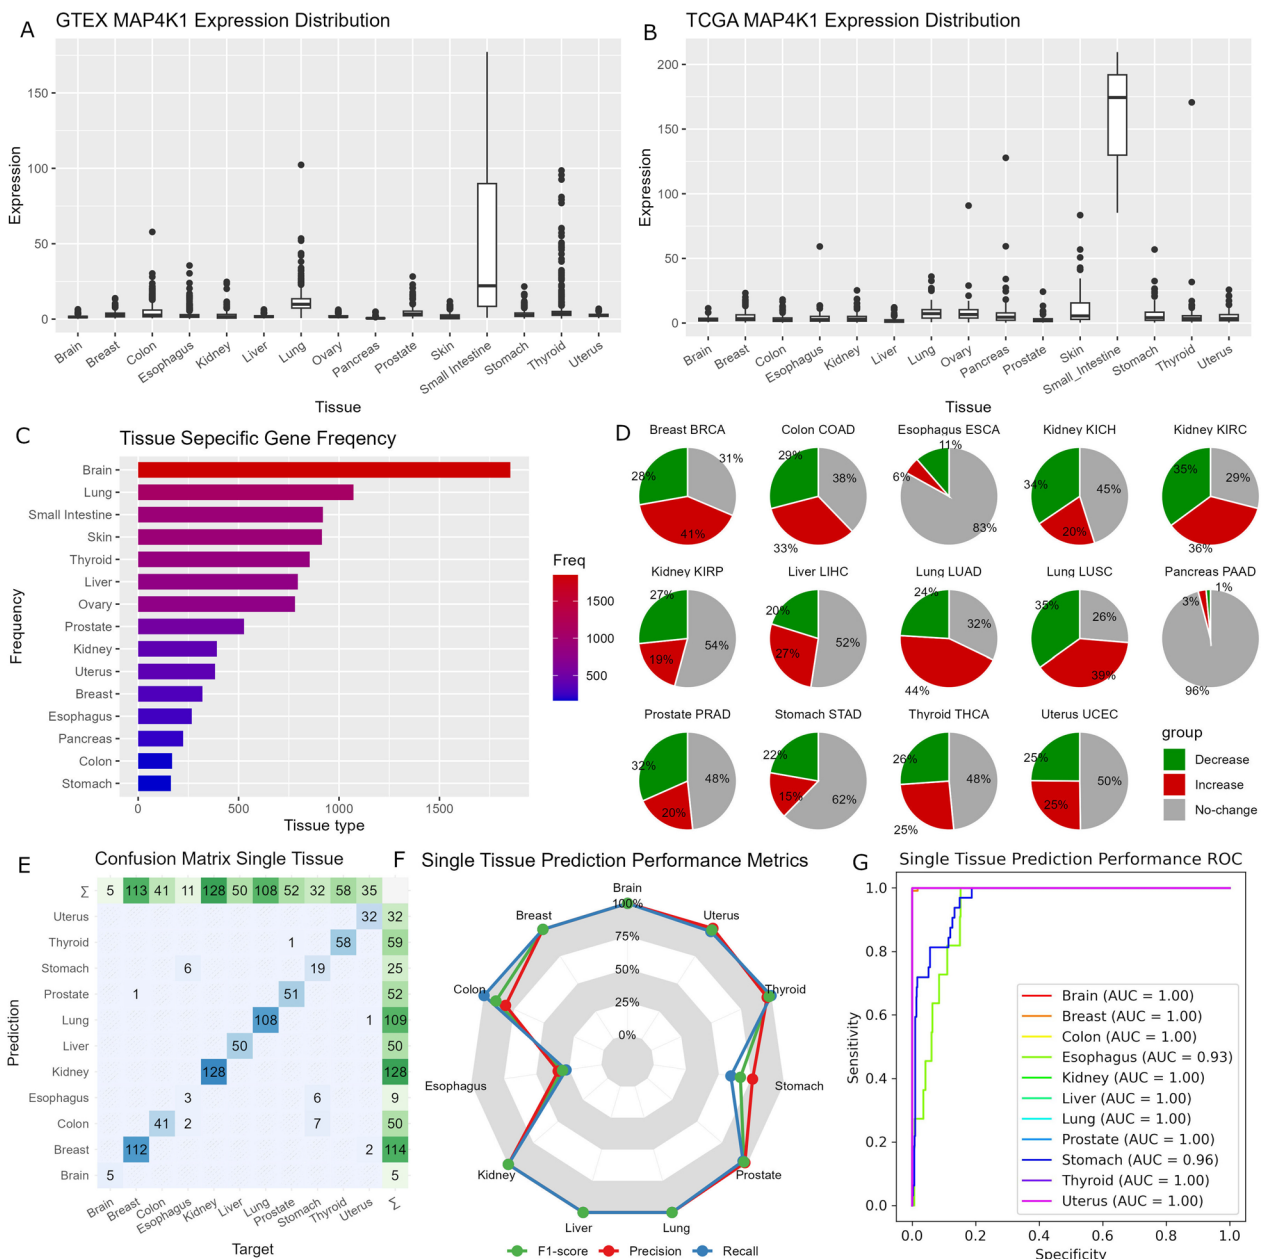 A GTEX MAP4K1 Expression Distribution
150
100
50
0
Expression
Brain
Breast
Colon
Esophagus
Kidney
Liver
Lung
Ovary
Pancreas
Prostate
Skin
Small Intestine
Stomach
Thyroid
Uterus
Tissue
B TCGA MAP4K1 Expression Distribution
200
150
100
50
0
Expression
Brain
Breast
Colon
Esophagus
Kidney
Liver
Lung
Ovary
Pancreas
Prostate
Skin
Small_Intestine
Stomach
Thyroid
Uterus
Tissue
C Tissue Sepecific Gene Freqency
Brain
Lung
Small Intestine
Skin
Thyroid
Liver
Ovary
Prostate
Kidney
Uterus
Breast
Esophagus
Pancreas
Colon
Stomach
Frequency
0 500 1000 1500
Tissue type
Freq
1500
1000
500
D
Breast BRCA
28% 31% 41%
Colon COAD
29% 38% 33%
Esophagus ESCA
11% 6% 83%
Kidney KICH
34% 45% 20%
Kidney KIRC
35% 29% 36%
Kidney KIRP
27% 54% 19%
Liver LIHC
20% 52% 27%
Lung LUAD
24% 32% 44%
Lung LUSC
35% 26% 39%
Pancreas PAAD
1% 3% 96%
Prostate PRAD
32% 48% 20%
Stomach STAD
22% 62% 15%
Thyroid THCA
26% 48% 25%
Uterus UCEC
25% 50% 25%
group
Decrease
Increase
No-change
E Confusion Matrix Single Tissue
Σ 5 113 41 11 128 50 108 52 32 58 35
Uterus 32 32
Thyroid 1 58 59
Stomach 6 19 25
Prostate 1 51 52
Lung 108 1 109
Liver 50 50
Kidney 128 128
Esophagus 3 6 9
Colon 41 2 7 50
Breast 112 2 114
Brain 5 5
Prediction
Brain
Breast
Colon
Esophagus
Kidney
Liver
Lung
Prostate
Stomach
Thyroid
Uterus
Σ
Target
F Single Tissue Prediction Performance Metrics
Brain
100%
75%
50%
25%
0%
Uterus
Thyroid
Stomach
Prostate
Lung
Liver
Kidney
Esophagus
Colon
Breast
F1-score Precision Recall
G Single Tissue Prediction Performance ROC
1.0
0.8
0.6
0.4
0.2
0.0
Sensitivity
Brain (AUC = 1.00)
Breast (AUC = 1.00)
Colon (AUC = 1.00)
Esophagus (AUC = 0.93)
Kidney (AUC = 1.00)
Liver (AUC = 1.00)
Lung (AUC = 1.00)
Prostate (AUC = 1.00)
Stomach (AUC = 0.96)
Thyroid (AUC = 1.00)
Uterus (AUC = 1.00)
0.0 0.2 0.4 0.6 0.8 1.0
Specificity